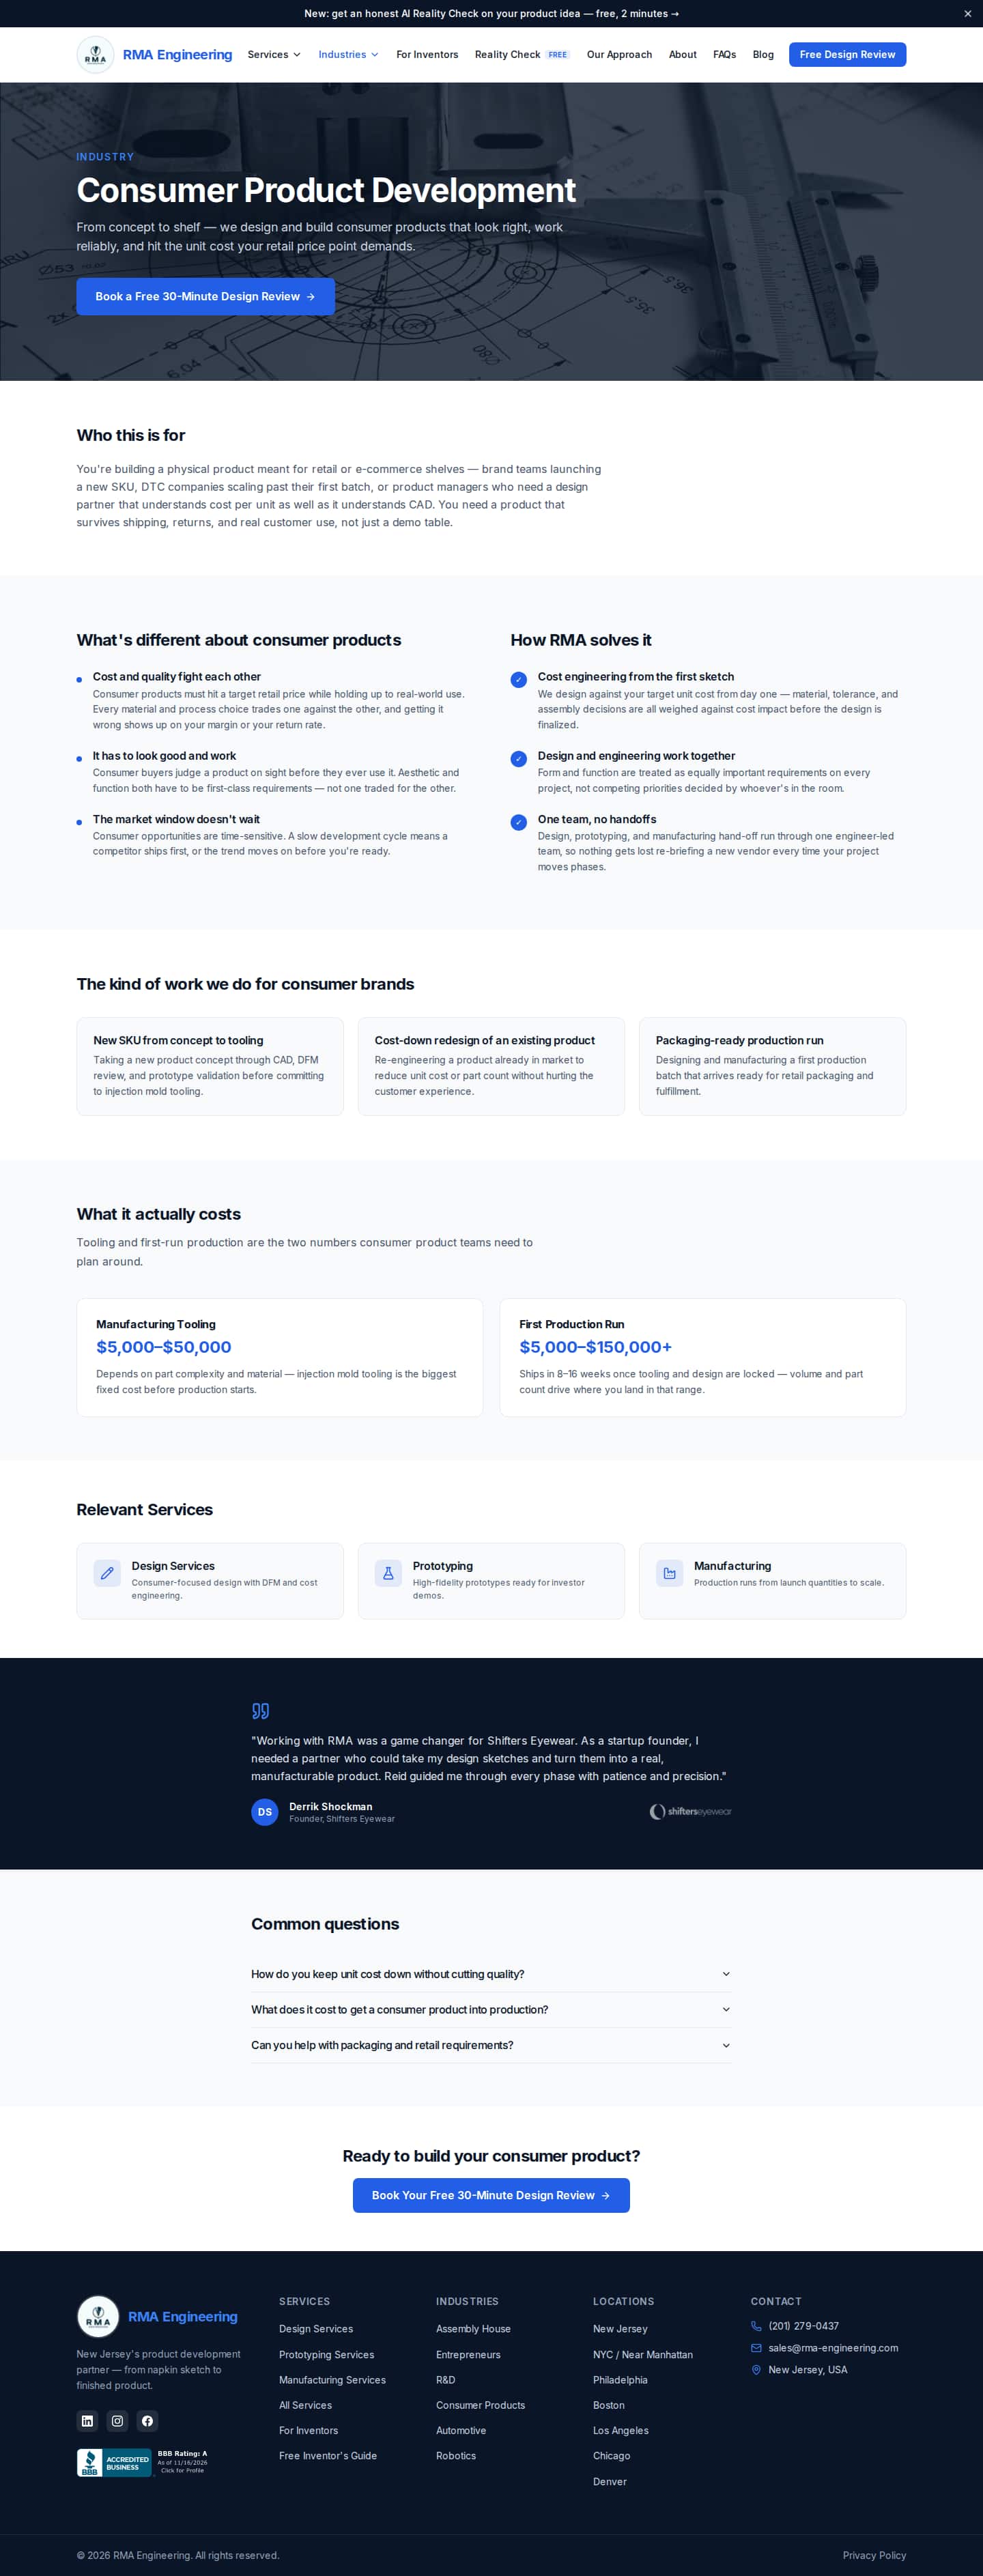 New: get an honest AI Reality Check on your product idea — free, 2 minutes →
RMA
RMA Engineering
Services
Industries
For Inventors
Reality Check FREE
Our Approach
About
FAQs
Blog
Free Design Review
INDUSTRY
Consumer Product Development
From concept to shelf — we design and build consumer products that look right, work
reliably, and hit the unit cost your retail price point demands.
Book a Free 30-Minute Design Review →
Who this is for
You're building a physical product meant for retail or e-commerce shelves — brand teams launching
a new SKU, DTC companies scaling past their first batch, or product managers who need a design
partner that understands cost per unit as well as it understands CAD. You need a product that
survives shipping, returns, and real customer use, not just a demo table.
What's different about consumer products
Cost and quality fight each other
Consumer products must hit a target retail price while holding up to real-world use.
Every material and process choice trades one against the other, and getting it
wrong shows up on your margin or your return rate.
It has to look good and work
Consumer buyers judge a product on sight before they ever use it. Aesthetic and
function both have to be first-class requirements — not one traded for the other.
The market window doesn't wait
Consumer opportunities are time-sensitive. A slow development cycle means a
competitor ships first, or the trend moves on before you're ready.
How RMA solves it
Cost engineering from the first sketch
We design against your target unit cost from day one — material, tolerance, and
assembly decisions are all weighed against cost impact before the design is
finalized.
Design and engineering work together
Form and function are treated as equally important requirements on every
project, not competing priorities decided by whoever's in the room.
One team, no handoffs
Design, prototyping, and manufacturing hand-off run through one engineer-led
team, so nothing gets lost re-briefing a new vendor every time your project
moves phases.
The kind of work we do for consumer brands
New SKU from concept to tooling
Taking a new product concept through CAD, DFM
review, and prototype validation before committing
to injection mold tooling.
Cost-down redesign of an existing product
Re-engineering a product already in market to
reduce unit cost or part count without hurting the
customer experience.
Packaging-ready production run
Designing and manufacturing a first production
batch that arrives ready for retail packaging and
fulfillment.
What it actually costs
Tooling and first-run production are the two numbers consumer product teams need to
plan around.
Manufacturing Tooling
$5,000–$50,000
Depends on part complexity and material — injection mold tooling is the biggest
fixed cost before production starts.
First Production Run
$5,000–$150,000+
Ships in 8–16 weeks once tooling and design are locked — volume and part
count drive where you land in that range.
Relevant Services
Design Services
Consumer-focused design with DFM and cost
engineering.
Prototyping
High-fidelity prototypes ready for investor
demos.
Manufacturing
Production runs from launch quantities to scale.
"Working with RMA was a game changer for Shifters Eyewear. As a startup founder, I
needed a partner who could take my design sketches and turn them into a real,
manufacturable product. Reid guided me through every phase with patience and precision."
DS
Derrik Shockman
Founder, Shifters Eyewear
shifterseyewear
Common questions
How do you keep unit cost down without cutting quality?
What does it cost to get a consumer product into production?
Can you help with packaging and retail requirements?
Ready to build your consumer product?
Book Your Free 30-Minute Design Review →
RMA
RMA Engineering
New Jersey's product development
partner — from napkin sketch to
finished product.
BBB
ACCREDITED
BUSINESS
BBB Rating: A
As of 11/16/2026
Click for Profile
SERVICES
Design Services
Prototyping Services
Manufacturing Services
All Services
For Inventors
Free Inventor's Guide
INDUSTRIES
Assembly House
Entrepreneurs
R&D
Consumer Products
Automotive
Robotics
LOCATIONS
New Jersey
NYC / Near Manhattan
Philadelphia
Boston
Los Angeles
Chicago
Denver
CONTACT
(201) 279-0437
sales@rma-engineering.com
New Jersey, USA
© 2026 RMA Engineering. All rights reserved.
Privacy Policy